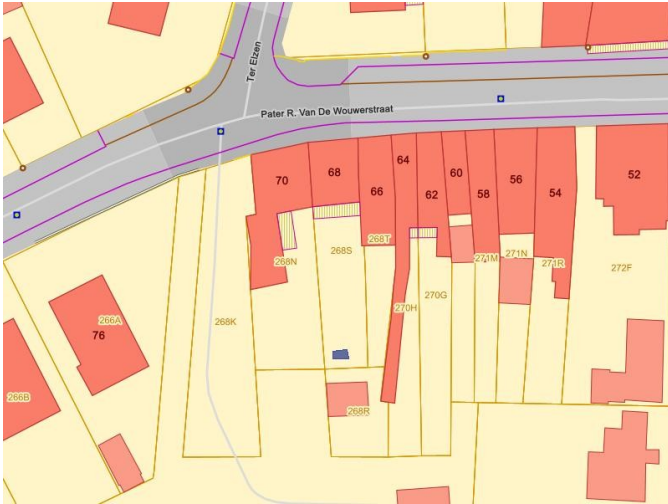 Ter Elzen
Pater R. Van De Wouwerstraat
70
68
66
64
62
60
58
56
54
52
268N
268S
268T
271M
271N
271R
272F
268K
270H
270G
266A
76
266B
268R